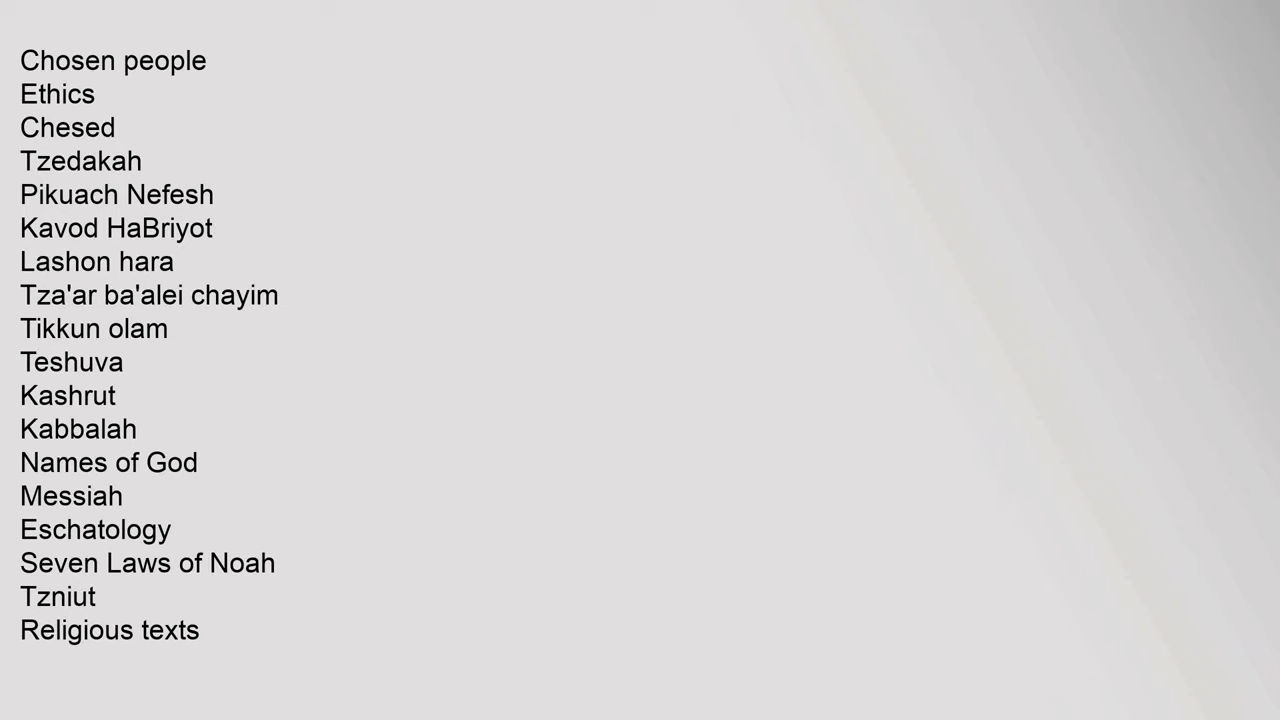 Chosen people
Ethics
Chesed
Tzedakah
Pikuach Nefesh
Kavod HaBriyot
Lashon hara
Tza'ar ba'alei chayim
Tikkun olam
Teshuva
Kashrut
Kabbalah
Names of God
Messiah
Eschatology
Seven Laws of Noah
Tzniut
Religious texts